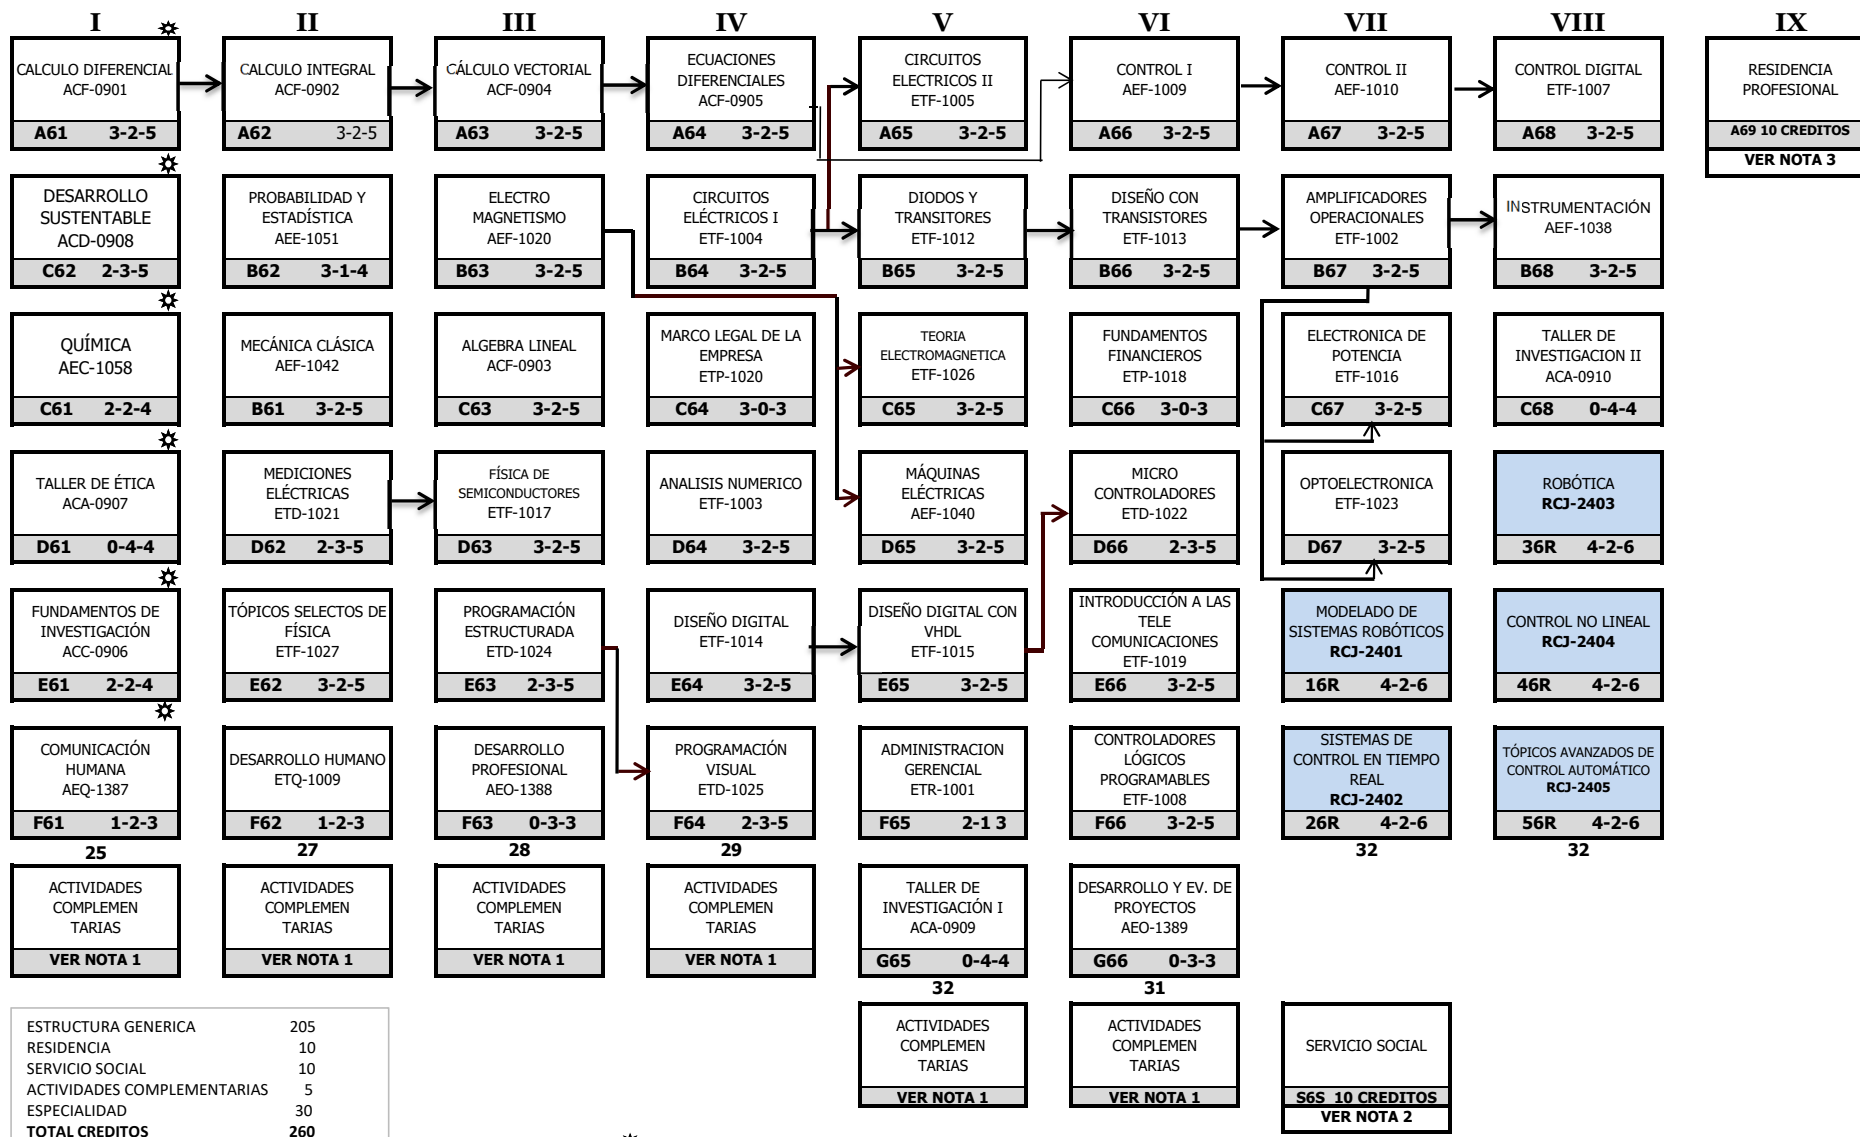 I II III IV V VI VII VIII IX
CALCULO DIFERENCIAL
ACF-0901
A61 3-2-5
CALCULO INTEGRAL
ACF-0902
A62 3-2-5
CÁLCULO VECTORIAL
ACF-0904
A63 3-2-5
ECUACIONES
DIFERENCIALES
ACF-0905
A64 3-2-5
CIRCUITOS
ELECTRICOS II
ETF-1005
A65 3-2-5
CONTROL I
AEF-1009
A66 3-2-5
CONTROL II
AEF-1010
A67 3-2-5
CONTROL DIGITAL
ETF-1007
A68 3-2-5
RESIDENCIA
PROFESIONAL
A69 10 CREDITOS
VER NOTA 3
DESARROLLO
SUSTENTABLE
ACD-0908
C62 2-3-5
PROBABILIDAD Y
ESTADÍSTICA
AEE-1051
B62 3-1-4
ELECTRO
MAGNETISMO
AEF-1020
B63 3-2-5
CIRCUITOS
ELÉCTRICOS I
ETF-1004
B64 3-2-5
DIODOS Y
TRANSITORES
ETF-1012
B65 3-2-5
DISEÑO CON
TRANSISTORES
ETF-1013
B66 3-2-5
AMPLIFICADORES
OPERACIONALES
ETF-1002
B67 3-2-5
INSTRUMENTACIÓN
AEF-1038
B68 3-2-5
QUÍMICA
AEC-1058
C61 2-2-4
MECÁNICA CLÁSICA
AEF-1042
B61 3-2-5
ALGEBRA LINEAL
ACF-0903
C63 3-2-5
MARCO LEGAL DE LA
EMPRESA
ETP-1020
C64 3-0-3
TEORIA
ELECTROMAGNETICA
ETF-1026
C65 3-2-5
FUNDAMENTOS
FINANCIEROS
ETP-1018
C66 3-0-3
ELECTRONICA DE
POTENCIA
ETF-1016
C67 3-2-5
TALLER DE
INVESTIGACION II
ACA-0910
C68 0-4-4
TALLER DE ÉTICA
ACA-0907
D61 0-4-4
MEDICIONES
ELÉCTRICAS
ETD-1021
D62 2-3-5
FÍSICA DE
SEMICONDUCTORES
ETF-1017
D63 3-2-5
ANALISIS NUMERICO
ETF-1003
D64 3-2-5
MÁQUINAS
ELÉCTRICAS
AEF-1040
D65 3-2-5
MICRO
CONTROLADORES
ETD-1022
D66 2-3-5
OPTOELECTRONICA
ETF-1023
D67 3-2-5
ROBÓTICA
RCJ-2403
36R 4-2-6
FUNDAMENTOS DE
INVESTIGACIÓN
ACC-0906
E61 2-2-4
TÓPICOS SELECTOS DE
FÍSICA
ETF-1027
E62 3-2-5
PROGRAMACIÓN
ESTRUCTURADA
ETD-1024
E63 2-3-5
DISEÑO DIGITAL
ETF-1014
E64 3-2-5
DISEÑO DIGITAL CON
VHDL
ETF-1015
E65 3-2-5
INTRODUCCIÓN A LAS
TELE
COMUNICACIONES
ETF-1019
E66 3-2-5
MODELADO DE
SISTEMAS ROBÓTICOS
RCJ-2401
16R 4-2-6
CONTROL NO LINEAL
RCJ-2404
46R 4-2-6
COMUNICACIÓN
HUMANA
AEQ-1387
F61 1-2-3
DESARROLLO HUMANO
ETQ-1009
F62 1-2-3
DESARROLLO
PROFESIONAL
AEO-1388
F63 0-3-3
PROGRAMACIÓN
VISUAL
ETD-1025
F64 2-3-5
ADMINISTRACION
GERENCIAL
ETR-1001
F65 2-1 3
CONTROLADORES
LÓGICOS
PROGRAMABLES
ETF-1008
F66 3-2-5
SISTEMAS DE
CONTROL EN TIEMPO
REAL
RCJ-2402
26R 4-2-6
TÓPICOS AVANZADOS DE
CONTROL AUTOMÁTICO
RCJ-2405
56R 4-2-6
25 27 28 29 32 32
ACTIVIDADES
COMPLEMEN
TARIAS
VER NOTA 1
ACTIVIDADES
COMPLEMEN
TARIAS
VER NOTA 1
ACTIVIDADES
COMPLEMEN
TARIAS
VER NOTA 1
ACTIVIDADES
COMPLEMEN
TARIAS
VER NOTA 1
TALLER DE
INVESTIGACIÓN I
ACA-0909
G65 0-4-4
DESARROLLO Y EV. DE
PROYECTOS
AEO-1389
G66 0-3-3
32 31
ACTIVIDADES
COMPLEMEN
TARIAS
VER NOTA 1
ACTIVIDADES
COMPLEMEN
TARIAS
VER NOTA 1
SERVICIO SOCIAL
S6S 10 CREDITOS
VER NOTA 2
ESTRUCTURA GENERICA 205
RESIDENCIA 10
SERVICIO SOCIAL 10
ACTIVIDADES COMPLEMENTARIAS 5
ESPECIALIDAD 30
TOTAL CREDITOS 260